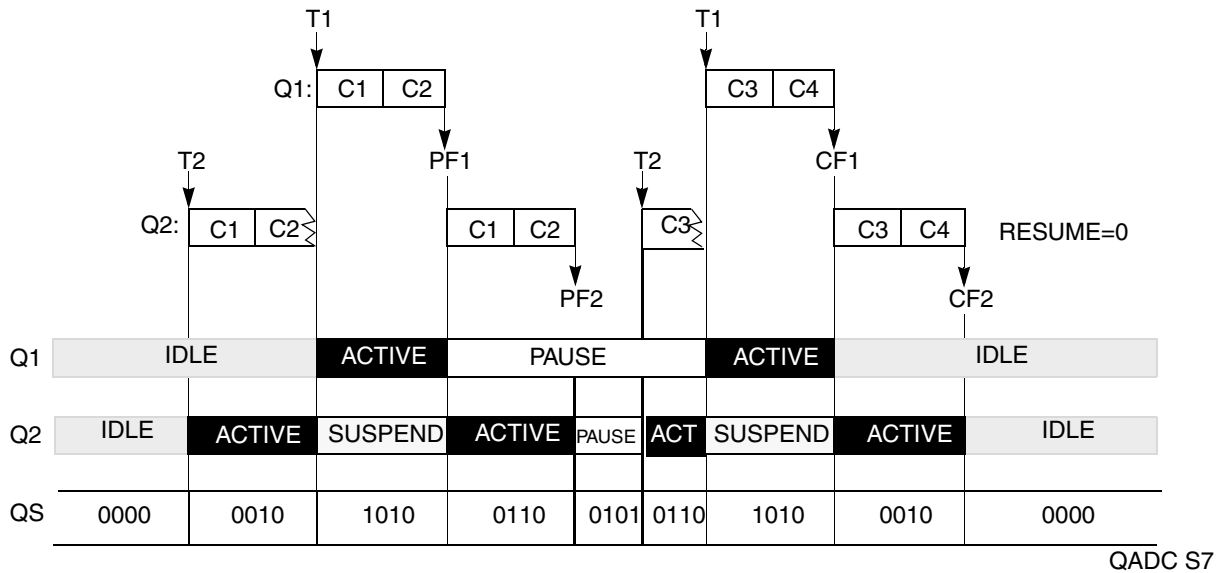 T1 T1
Q1: C1 C2 C3 C4
T2 PF1 T2 CF1
Q2: C1 C2 C1 C2 C3 C3 C4 RESUME=0
PF2 CF2
Q1 IDLE ACTIVE PAUSE ACTIVE IDLE
Q2 IDLE ACTIVE SUSPEND ACTIVE PAUSE ACT SUSPEND ACTIVE IDLE
QS 0000 0010 1010 0110 0101 0110 1010 0010 0000
QADC S7